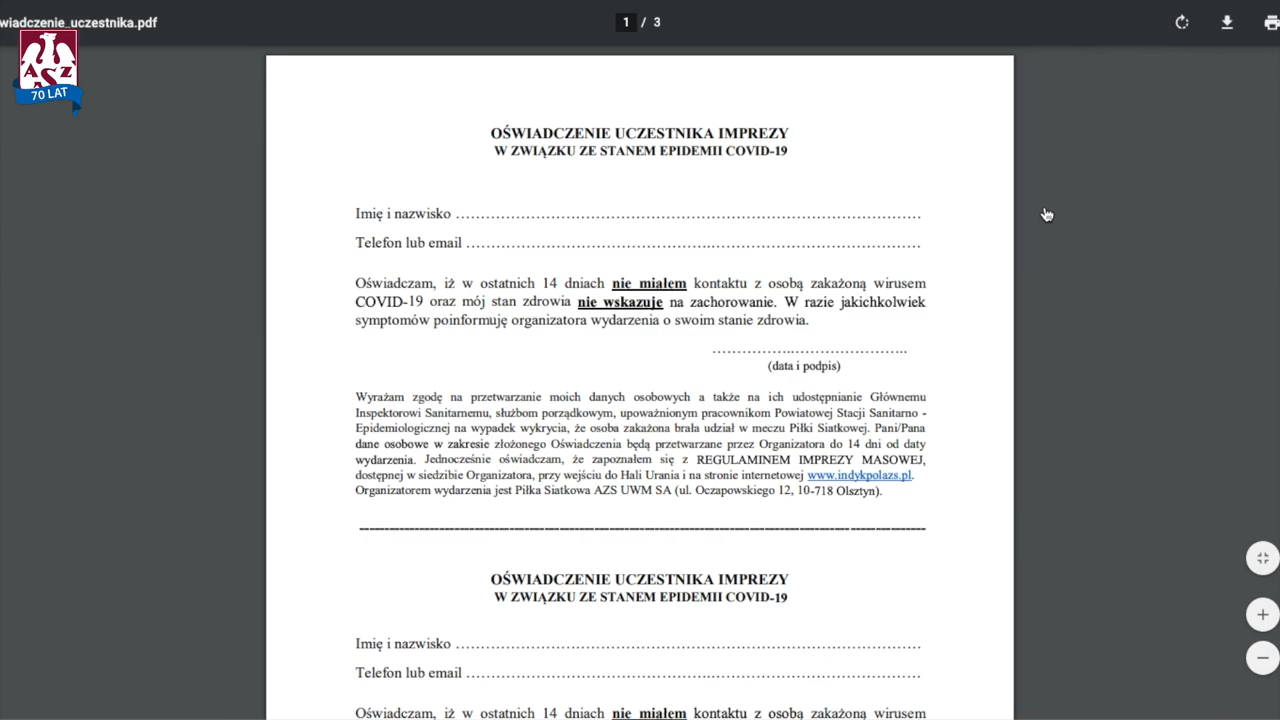 wiadczenie_uczestnika.pdf
1 / 3
AZS
70 LAT
OŚWIADCZENIE UCZESTNIKA IMPREZY
W ZWIĄZKU ZE STANEM EPIDEMII COVID-19
Imię i nazwisko ……………………………………………………………………………………
Telefon lub email …………………………………………..……………………………………
Oświadczam, iż w ostatnich 14 dniach nie miałem kontaktu z osobą zakażoną wirusem
COVID-19 oraz mój stan zdrowia nie wskazuje na zachorowanie. W razie jakichkolwiek
symptomów poinformuję organizatora wydarzenia o swoim stanie zdrowia.
……………..…………………..
(data i podpis)
Wyrażam zgodę na przetwarzanie moich danych osobowych a także na ich udostępnianie Głównemu
Inspektorowi Sanitarnemu, służbom porządkowym, upoważnionym pracownikom Powiatowej Stacji Sanitarno -
Epidemiologicznej na wypadek wykrycia, że osoba zakażona brała udział w meczu Piłki Siatkowej. Pani/Pana
dane osobowe w zakresie złożonego Oświadczenia będą przetwarzane przez Organizatora do 14 dni od daty
wydarzenia. Jednocześnie oświadczam, że zapoznałem się z REGULAMINEM IMPREZY MASOWEJ,
dostępnej w siedzibie Organizatora, przy wejściu do Hali Urania i na stronie internetowej www.indykpolazs.pl.
Organizatorem wydarzenia jest Piłka Siatkowa AZS UWM SA (ul. Oczapowskiego 12, 10-718 Olsztyn).
OŚWIADCZENIE UCZESTNIKA IMPREZY
W ZWIĄZKU ZE STANEM EPIDEMII COVID-19
Imię i nazwisko ……………………………………………………………………………………
Telefon lub email …………………………………………..……………………………………
Oświadczam, iż w ostatnich 14 dniach nie miałem kontaktu z osobą zakażoną wirusem